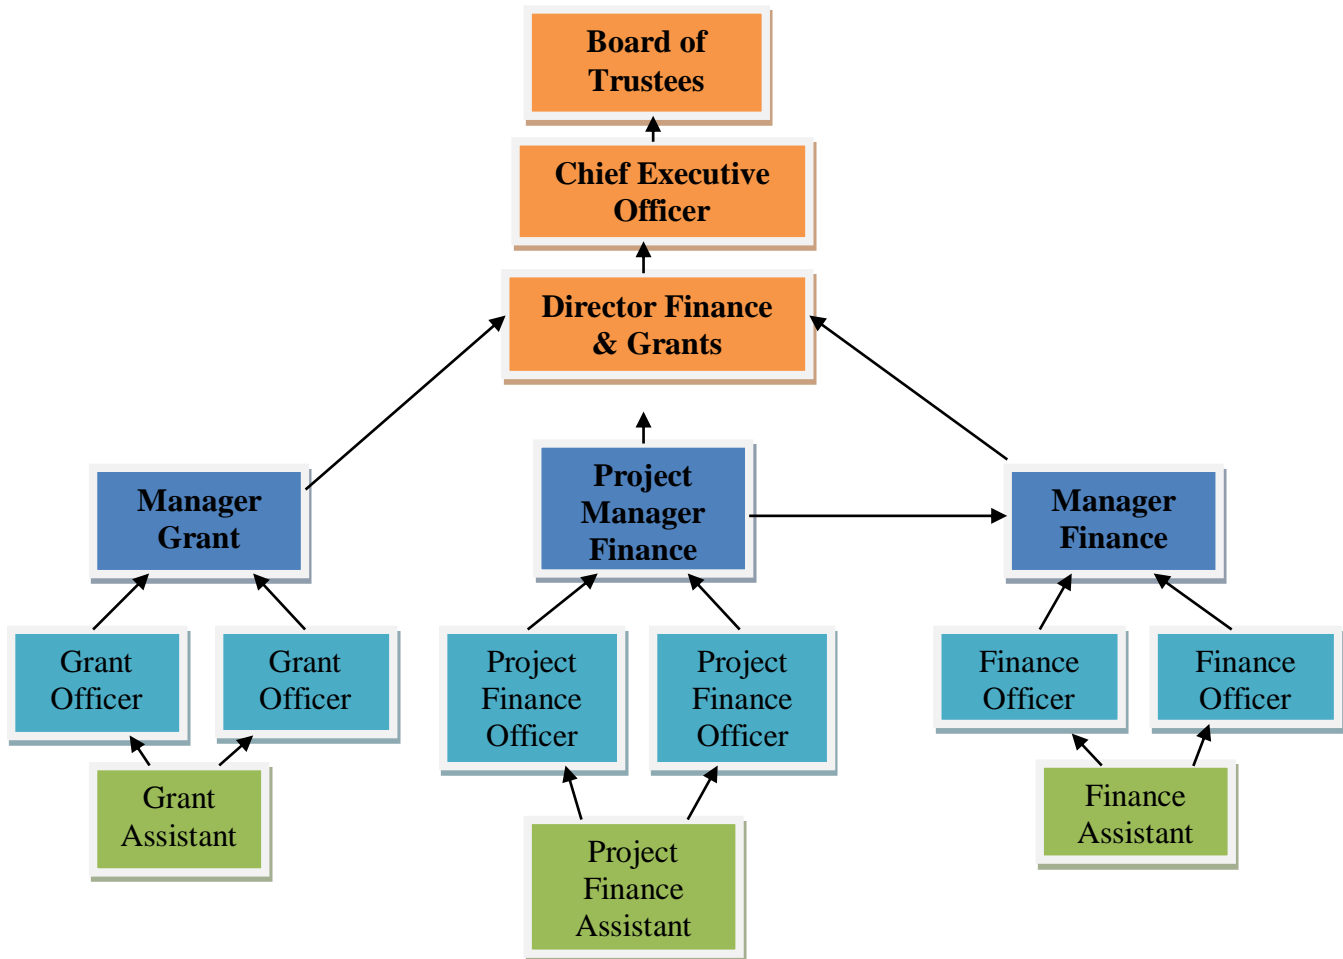 Board of
Trustees
Chief Executive
Officer
Director Finance
& Grants
Manager
Grant
Project
Manager
Finance
Manager
Finance
Grant
Officer
Grant
Officer
Project
Finance
Officer
Project
Finance
Officer
Finance
Officer
Finance
Officer
Grant
Assistant
Project
Finance
Assistant
Finance
Assistant